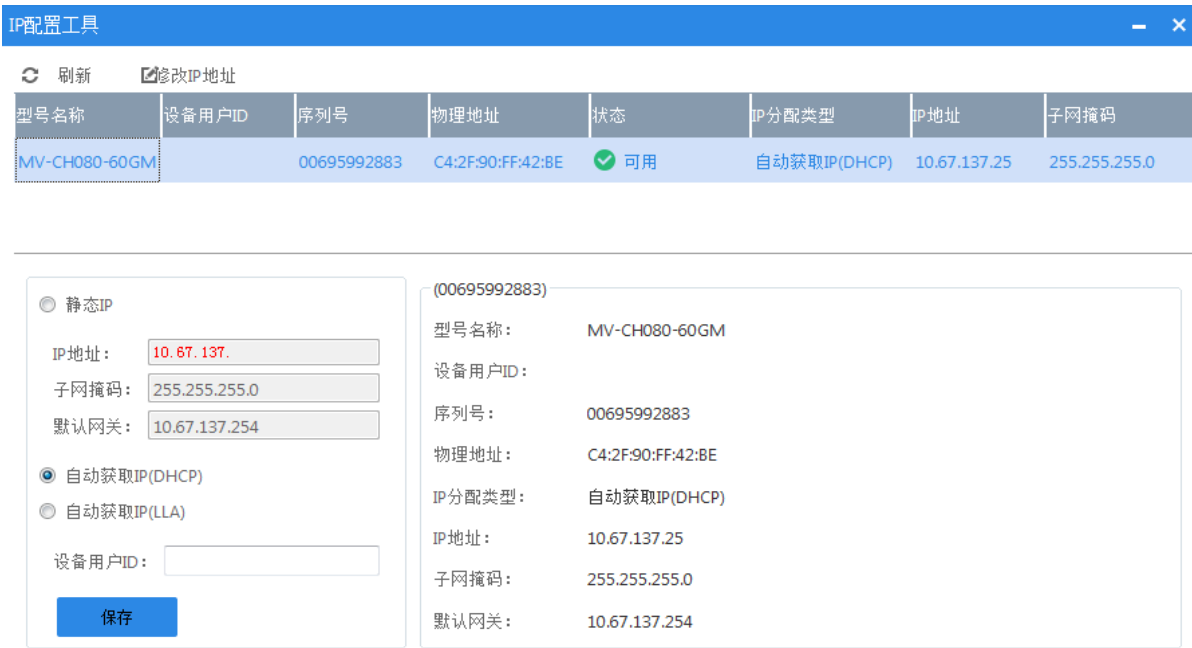 IP配置工具
刷新 修改IP地址
型号名称 设备用户ID 序列号 物理地址 状态 IP分配类型 IP地址 子网掩码
MV-CH080-60GM 00695992883 C4:2F:90:FF:42:BE 可用 自动获取IP(DHCP) 10.67.137.25 255.255.255.0
静态IP
IP地址: 10.67.137.
子网掩码: 255.255.255.0
默认网关: 10.67.137.254
自动获取IP(DHCP)
自动获取IP(LLA)
设备用户ID:
保存
(00695992883)
型号名称: MV-CH080-60GM
设备用户ID:
序列号: 00695992883
物理地址: C4:2F:90:FF:42:BE
IP分配类型: 自动获取IP(DHCP)
IP地址: 10.67.137.25
子网掩码: 255.255.255.0
默认网关: 10.67.137.254